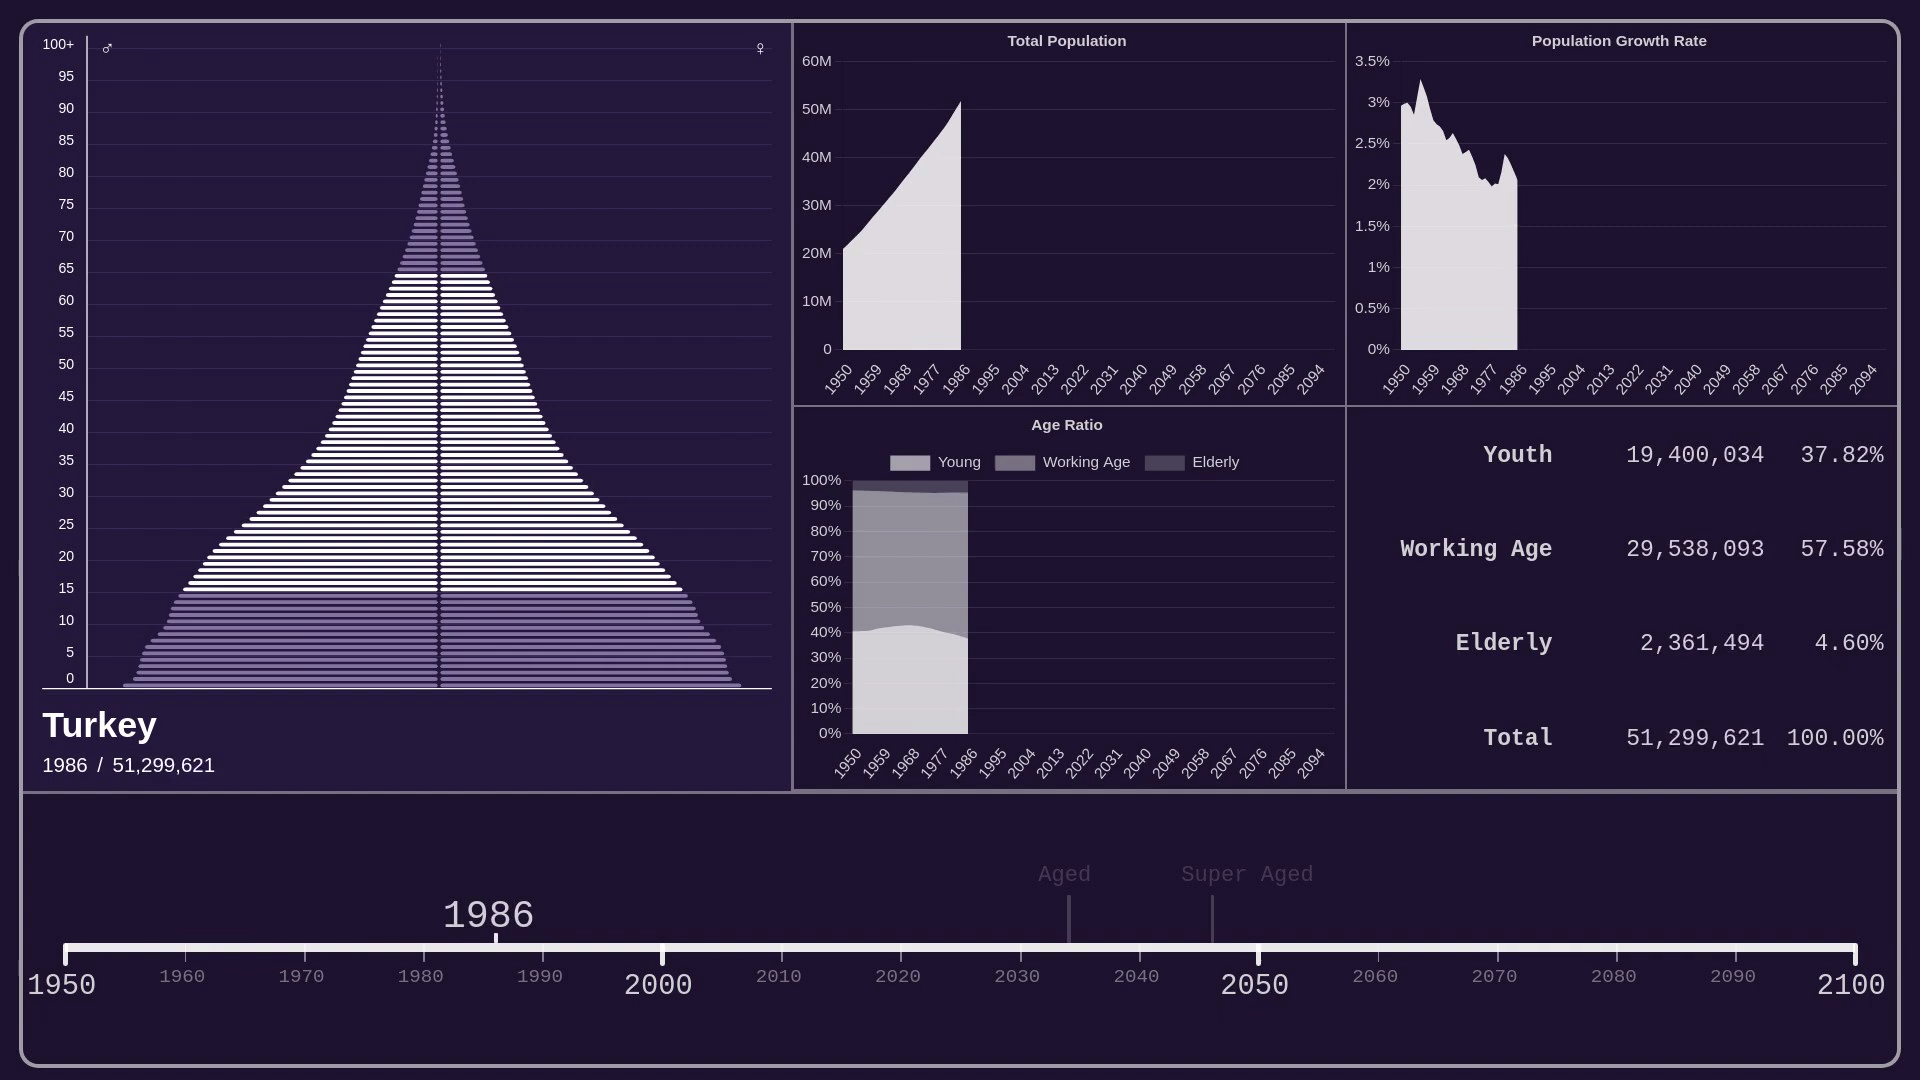 ♂
♀
100+
95
90
85
80
75
70
65
60
55
50
45
40
35
30
25
20
15
10
5
0
Turkey
1986 / 51,299,621
Total Population
60M
50M
40M
30M
20M
10M
0
1950 1959 1968 1977 1986 1995 2004 2013 2022 2031 2040 2049 2058 2067 2076 2085 2094
Population Growth Rate
3.5%
3%
2.5%
2%
1.5%
1%
0.5%
0%
1950 1959 1968 1977 1986 1995 2004 2013 2022 2031 2040 2049 2058 2067 2076 2085 2094
Age Ratio
Young Working Age Elderly
100%
90%
80%
70%
60%
50%
40%
30%
20%
10%
0%
1950 1959 1968 1977 1986 1995 2004 2013 2022 2031 2040 2049 2058 2067 2076 2085 2094
Youth 19,400,034 37.82%
Working Age 29,538,093 57.58%
Elderly 2,361,494 4.60%
Total 51,299,621 100.00%
Aged Super Aged
1986
1950 1960 1970 1980 1990 2000 2010 2020 2030 2040 2050 2060 2070 2080 2090 2100